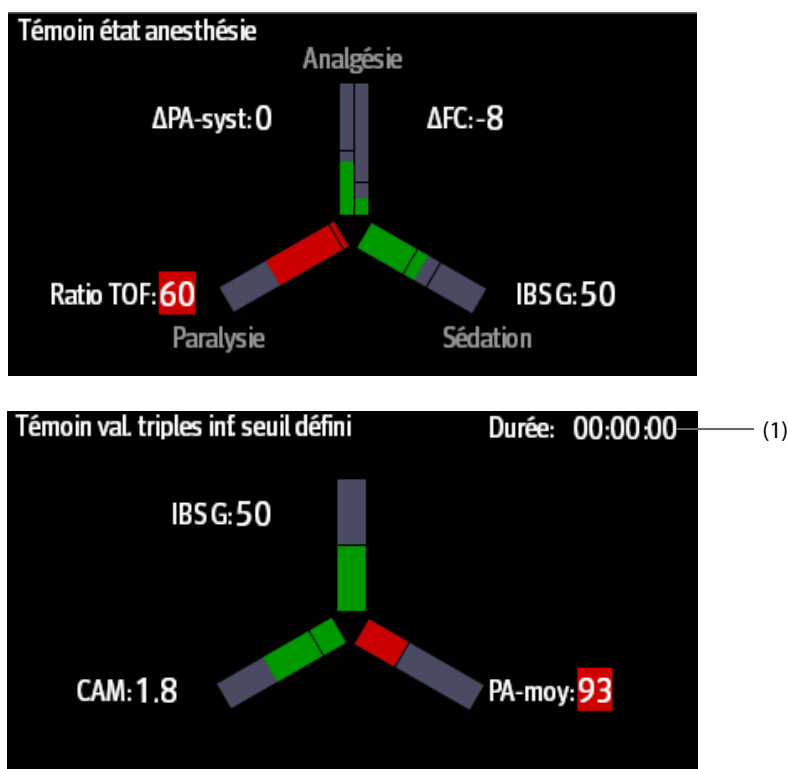 Témoin état anesthésie
Analgésie
ΔPA-syst: 0
ΔFC: -8
Ratio TOF: 60
IBS G: 50
Paralysie
Sédation
Témoin val. triples inf. seuil défini
Durée: 00:00:00
(1)
IBS G: 50
CAM: 1.8
PA-moy: 93